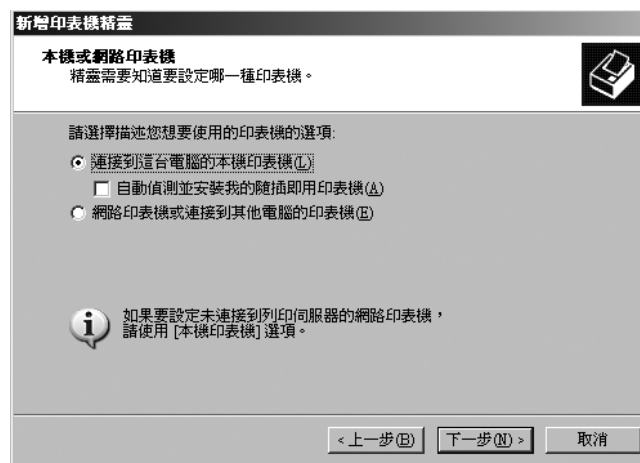 新增印表機精靈
本機或網路印表機
精靈需要知道要設定哪一種印表機。
請選擇描述您想要使用的印表機的選項:
連接到這台電腦的本機印表機(L)
自動偵測並安裝我的隨插即用印表機(A)
網路印表機或連接到其他電腦的印表機(E)
如果要設定未連接到列印伺服器的網路印表機，
請使用 [本機印表機] 選項。
< 上一步(B) 下一步(N) > 取消